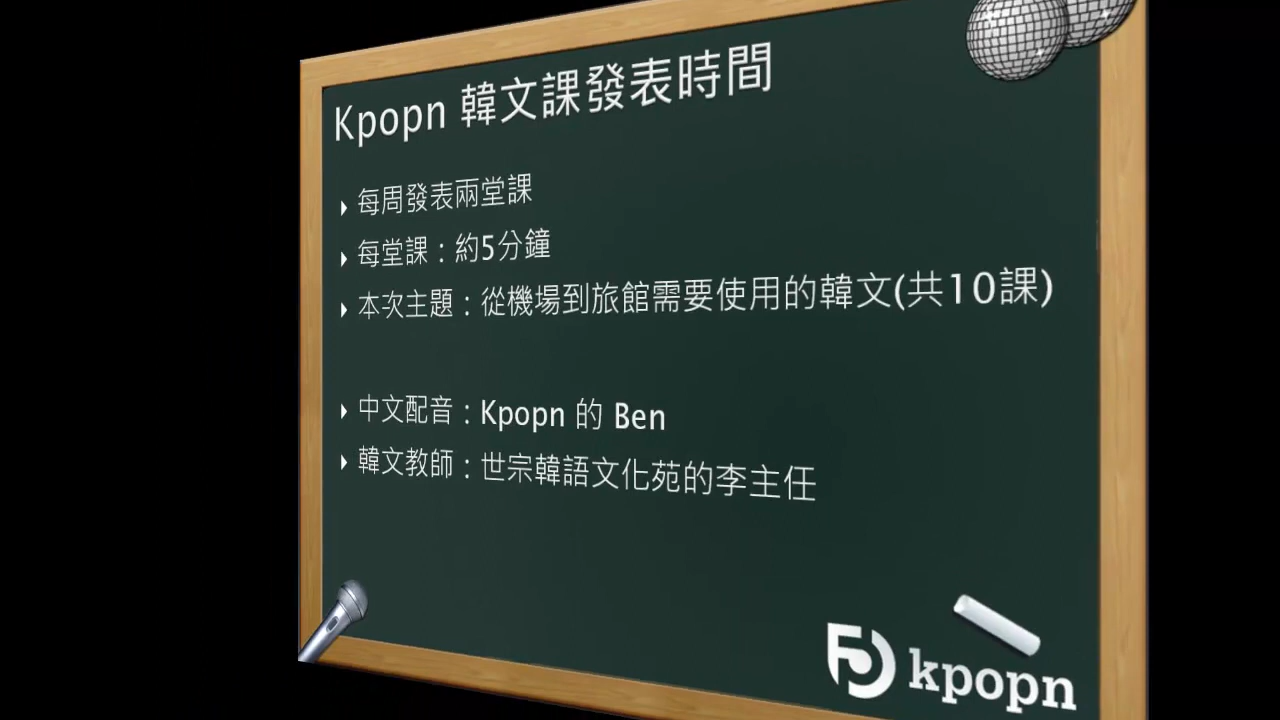 Kpopn 韓文課發表時間
每周發表兩堂課
每堂課：約5分鐘
本次主題：從機場到旅館需要使用的韓文(共10課)
中文配音：Kpopn 的 Ben
韓文教師：世宗韓語文化苑的李主任
kpopn